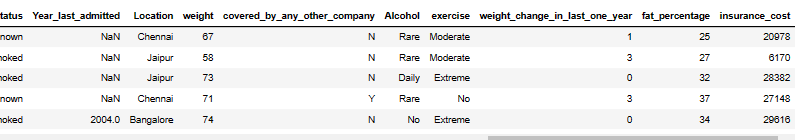 tatus Year_last_admitted Location weight covered_by_any_other_company Alcohol exercise weight_change_in_last_one_year fat_percentage insurance_cost
nown NaN Chennai 67 N Rare Moderate 1 25 20978
noked NaN Jaipur 58 N Rare Moderate 3 27 6170
noked NaN Jaipur 73 N Daily Extreme 0 32 28382
nown NaN Chennai 71 Y Rare No 3 37 27148
noked 2004.0 Bangalore 74 N No Extreme 0 34 29616